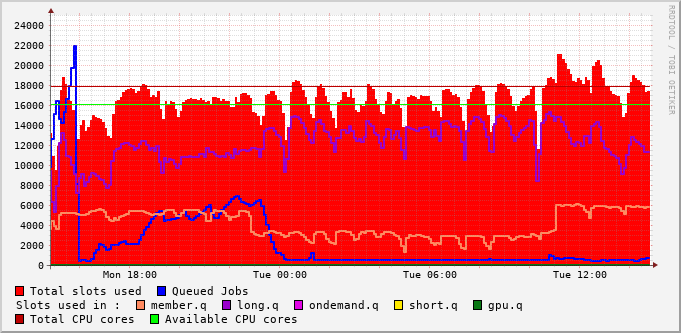 RRDTOOL / TOBI OETIKER
24000
22000
20000
18000
16000
14000
12000
10000
8000
6000
4000
2000
0
Mon 18:00 Tue 00:00 Tue 06:00 Tue 12:00
Total slots used Queued Jobs
Slots used in : member.q long.q ondemand.q short.q gpu.q
Total CPU cores Available CPU cores